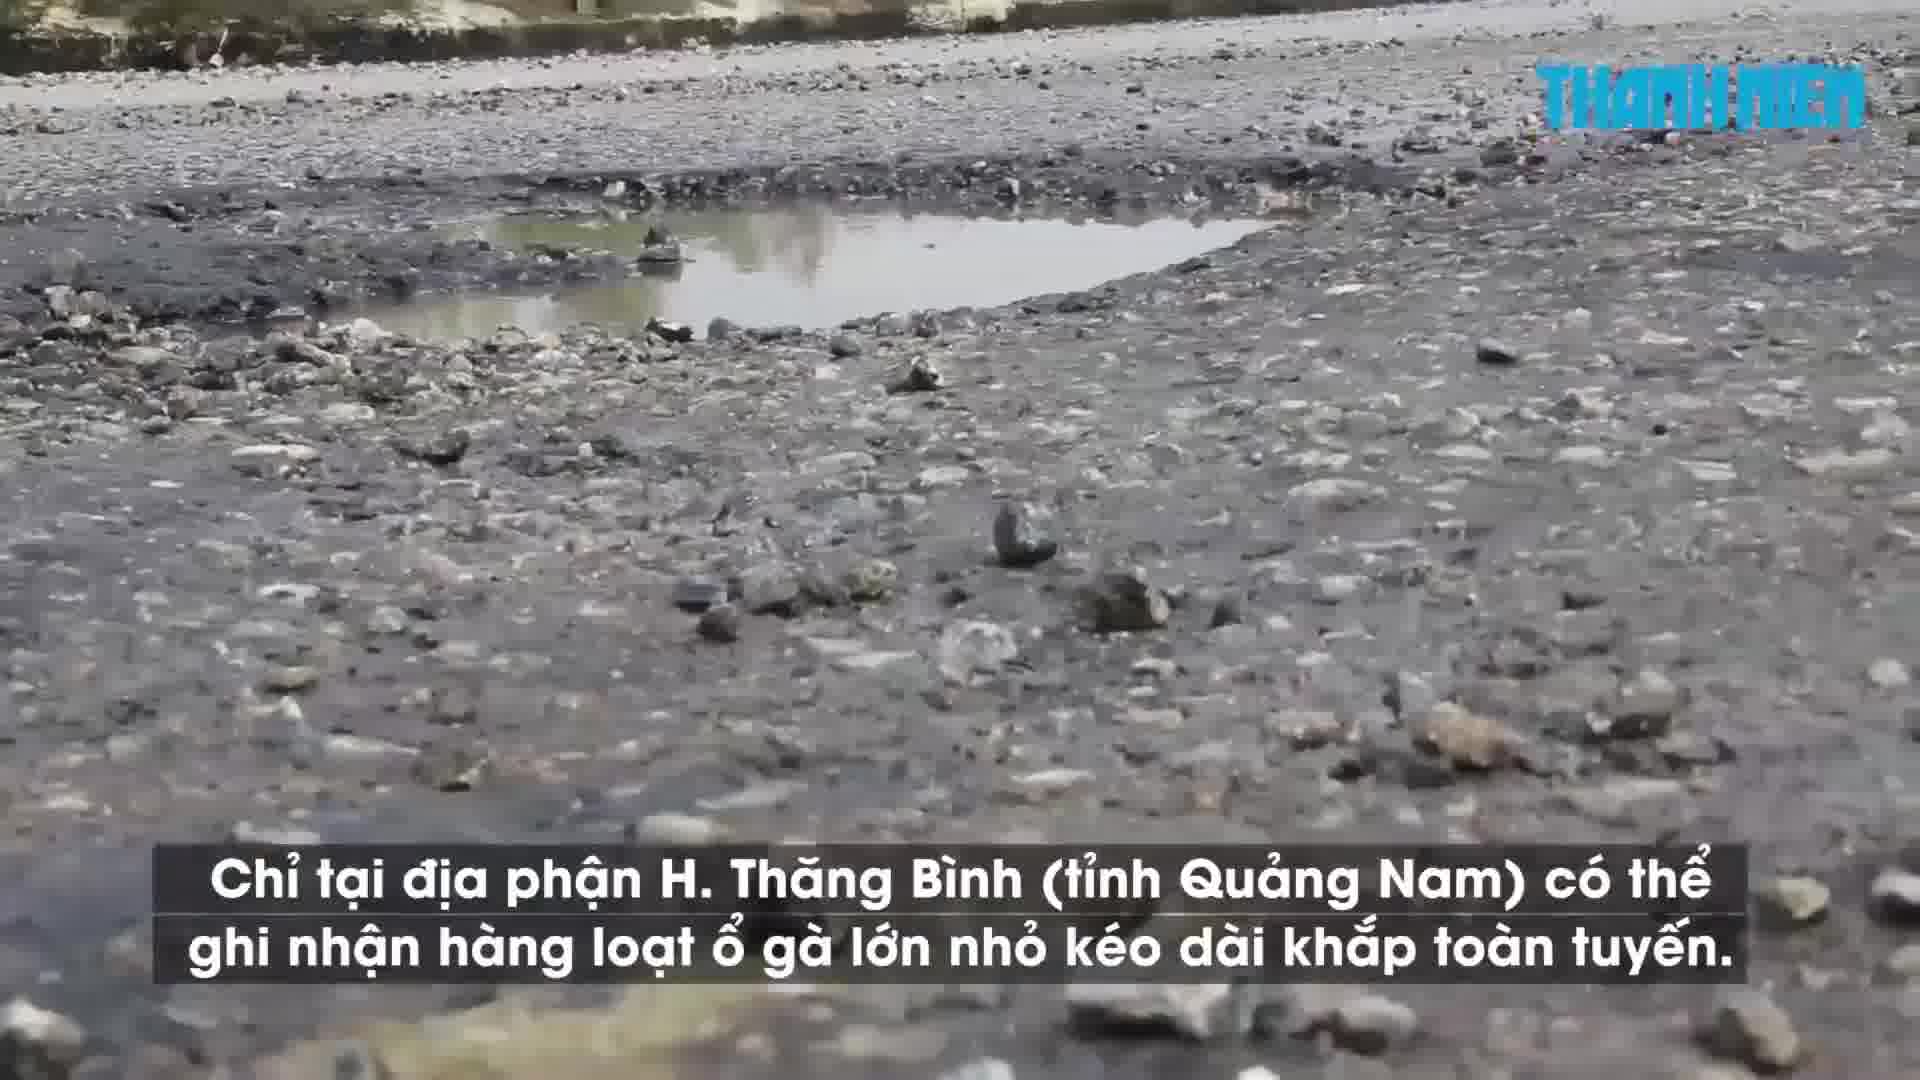 THANH NIÊN
Chỉ tại địa phận H. Thăng Bình (tỉnh Quảng Nam) có thể
ghi nhận hàng loạt ổ gà lớn nhỏ kéo dài khắp toàn tuyến.